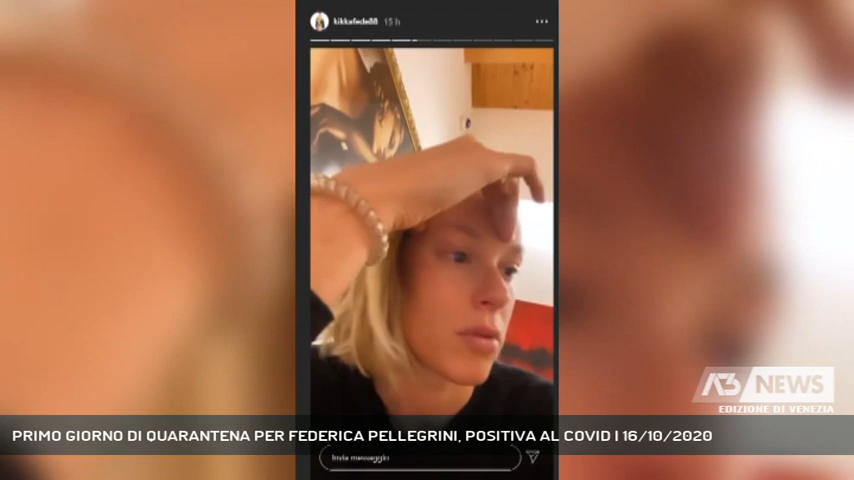 kikkafede88 15 h
A3 NEWS
EDIZIONE DI VENEZIA
PRIMO GIORNO DI QUARANTENA PER FEDERICA PELLEGRINI, POSITIVA AL COVID | 16/10/2020
Invia messaggio